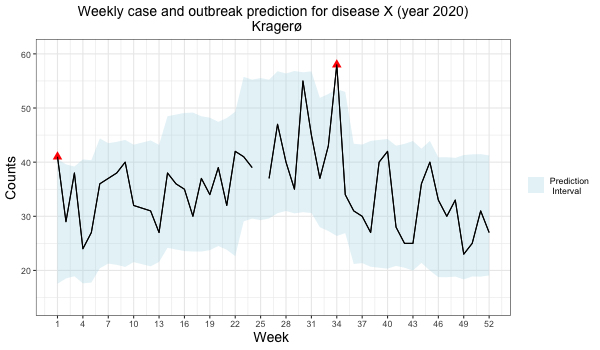 Weekly case and outbreak prediction for disease X (year 2020)
Kragerø
60
50
40
30
20
Counts
1 4 7 10 13 16 19 22 25 28 31 34 37 40 43 46 49 52
Week
Prediction
Interval